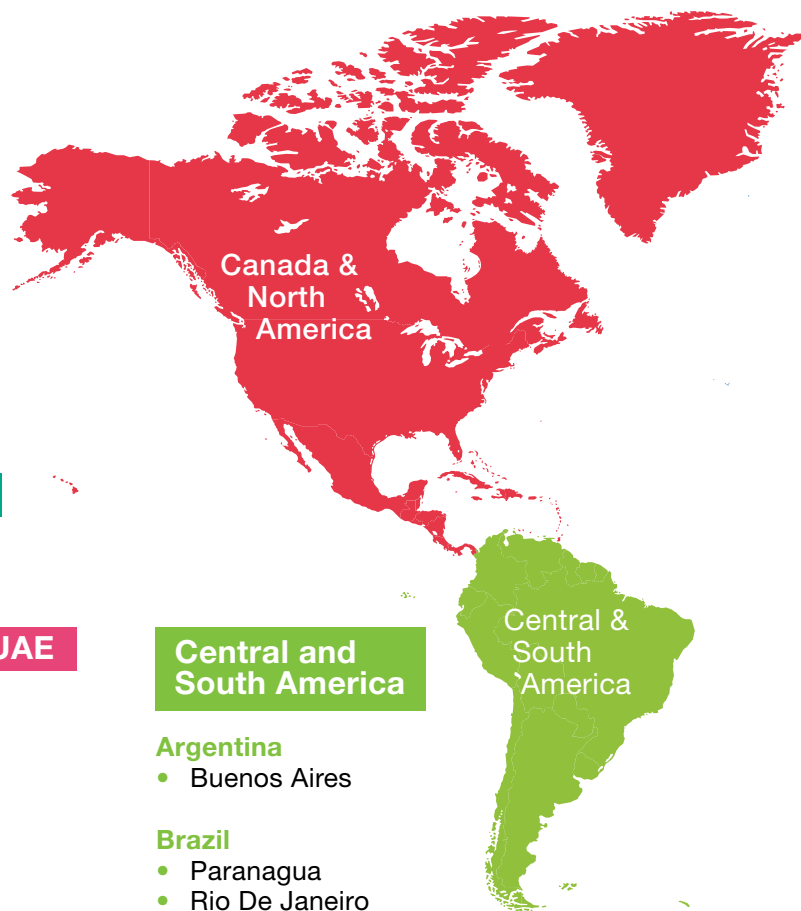 Canada &
North
America
UAE
Central and
South America
Central &
South
America
Argentina
• Buenos Aires
Brazil
• Paranagua
• Rio De Janeiro